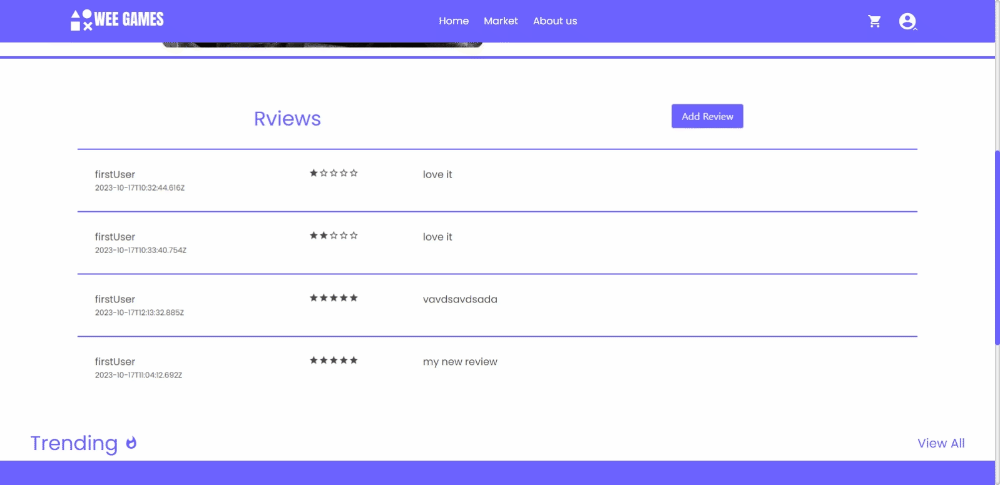 WEE GAMES
Home Market About us
Rviews
Add Review
firstUser
love it
2023-10-17T10:32:44.616Z
firstUser
love it
2023-10-17T10:33:40.754Z
firstUser
vavdsavdsada
2023-10-17T12:13:32.885Z
firstUser
my new review
2023-10-17T11:04:12.692Z
Trending
View All